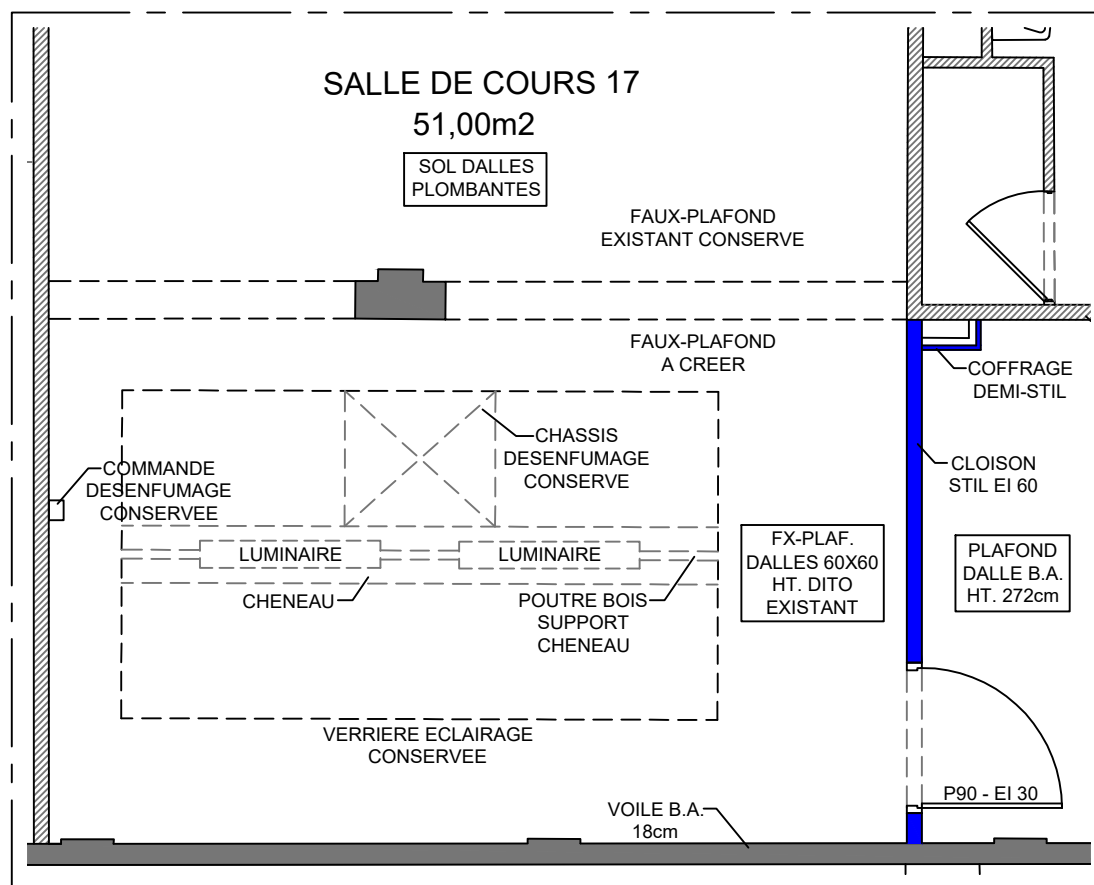 SALLE DE COURS 17
51,00m2
SOL DALLES
PLOMBANTES
FAUX-PLAFOND
EXISTANT CONSERVE
FAUX-PLAFOND
A CREER
COFFRAGE
DEMI-STIL
CHASSIS
DESENFUMAGE
CONSERVE
COMMANDE
DESENFUMAGE
CONSERVEE
CLOISON
STIL EI 60
LUMINAIRE
LUMINAIRE
FX-PLAF.
DALLES 60X60
HT. DITO
EXISTANT
PLAFOND
DALLE B.A.
HT. 272cm
CHENEAU
POUTRE BOIS
SUPPORT
CHENEAU
VERRIERE ECLAIRAGE
CONSERVEE
P90 - EI 30
VOILE B.A.
18cm